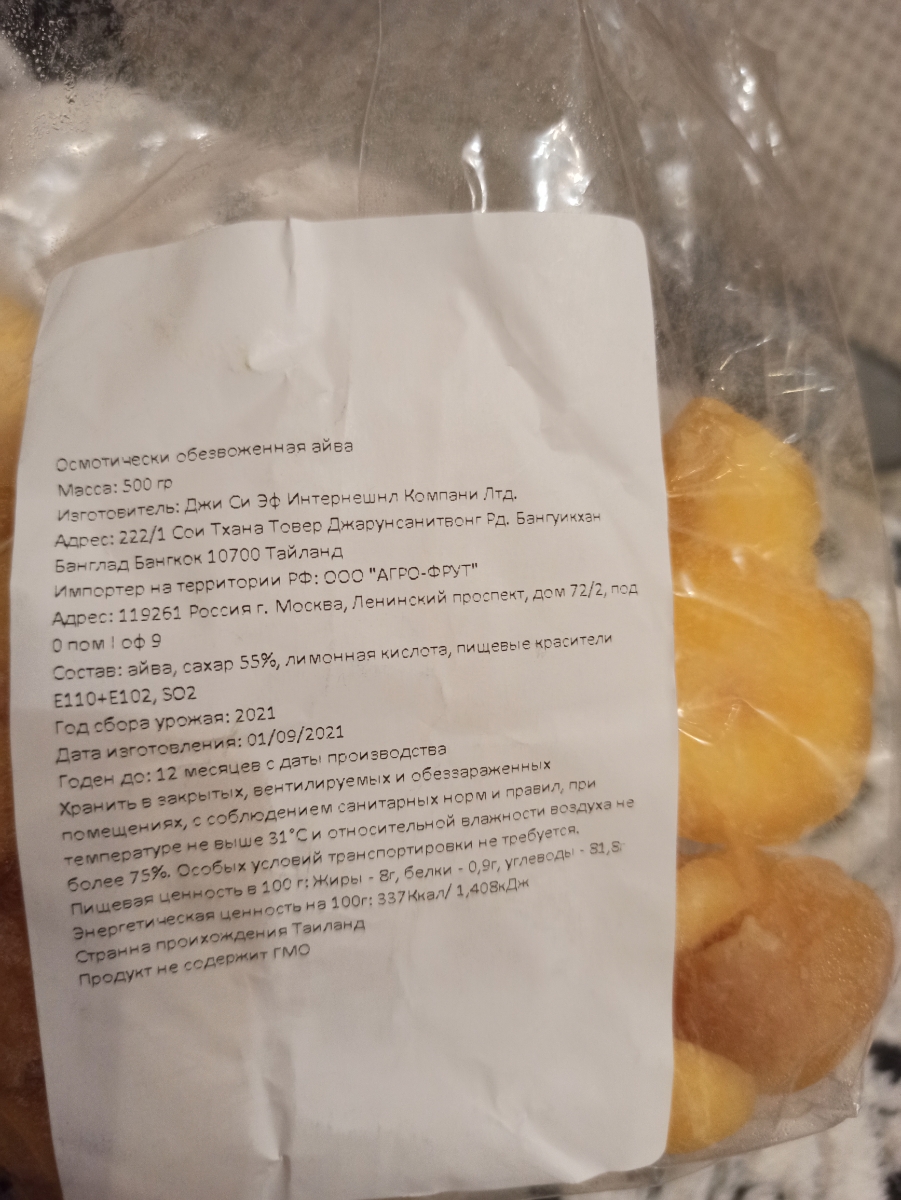 Осмотически обезвоженная айва
Масса: 500 гр
Изготовитель: Джи Си Эф Интернешнл Компани Лтд.
Адрес: 222/1 Сои Тхана Товер Джарунсанитвонг Рд. Бангуикхан
Банглад Бангкок 10700 Тайланд
Импортер на территории РФ: ООО "АГРО-ФРУТ"
Адрес: 119261 Россия г. Москва, Ленинский проспект, дом 72/2, под
0 пом I оф 9
Состав: айва, сахар 55%, лимонная кислота, пищевые красители
Е110+Е102, SO2
Год сбора урожая: 2021
Дата изготовления: 01/09/2021
Годен до: 12 месяцев с даты производства
Хранить в закрытых, вентилируемых и обеззараженных
помещениях, с соблюдением санитарных норм и правил, при
температуре не выше 31°С и относительной влажности воздуха не
более 75%. Особых условий транспортировки не требуется.
Пищевая ценность в 100 г: Жиры - 8г, белки - 0,9г, углеводы - 81,8г
Энергетическая ценность на 100г: 337Ккал/ 1,408кДж
Странна проихождения Таиланд
Продукт не содержит ГМО